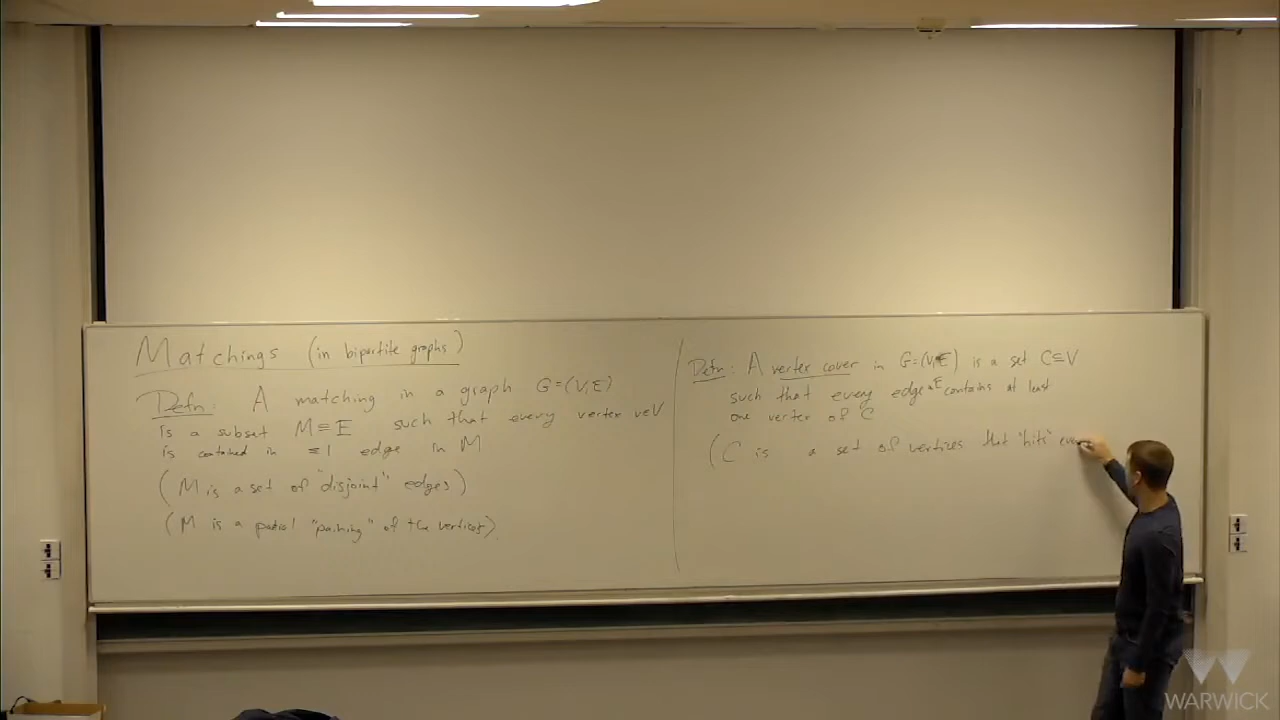 Matchings (in bipartite graphs)
Defn: A matching in a graph G=(V,E)
is a subset M⊆E such that every vertex v∈V
is contained in ≤1 edge in M
(M is a set of "disjoint" edges)
(M is a partial "pairing" of the vertices).
Defn: A vertex cover in G=(V,E) is a set C⊆V
such that every edge e∈E contains at least
one vertex of C
(C is a set of vertices that "hits" eve
WARWICK